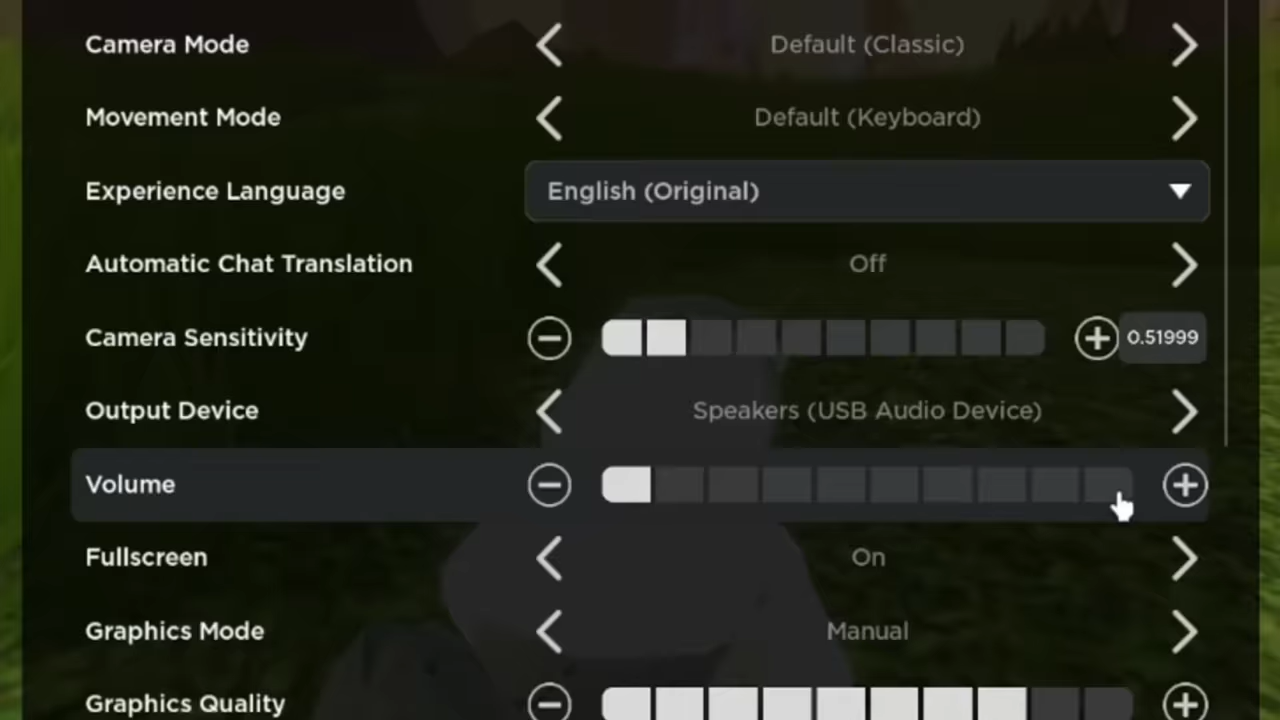 Camera Mode
Default (Classic)
Movement Mode
Default (Keyboard)
Experience Language
English (Original)
Automatic Chat Translation
Off
Camera Sensitivity
0.51999
Output Device
Speakers (USB Audio Device)
Volume
Fullscreen
On
Graphics Mode
Manual
Graphics Quality